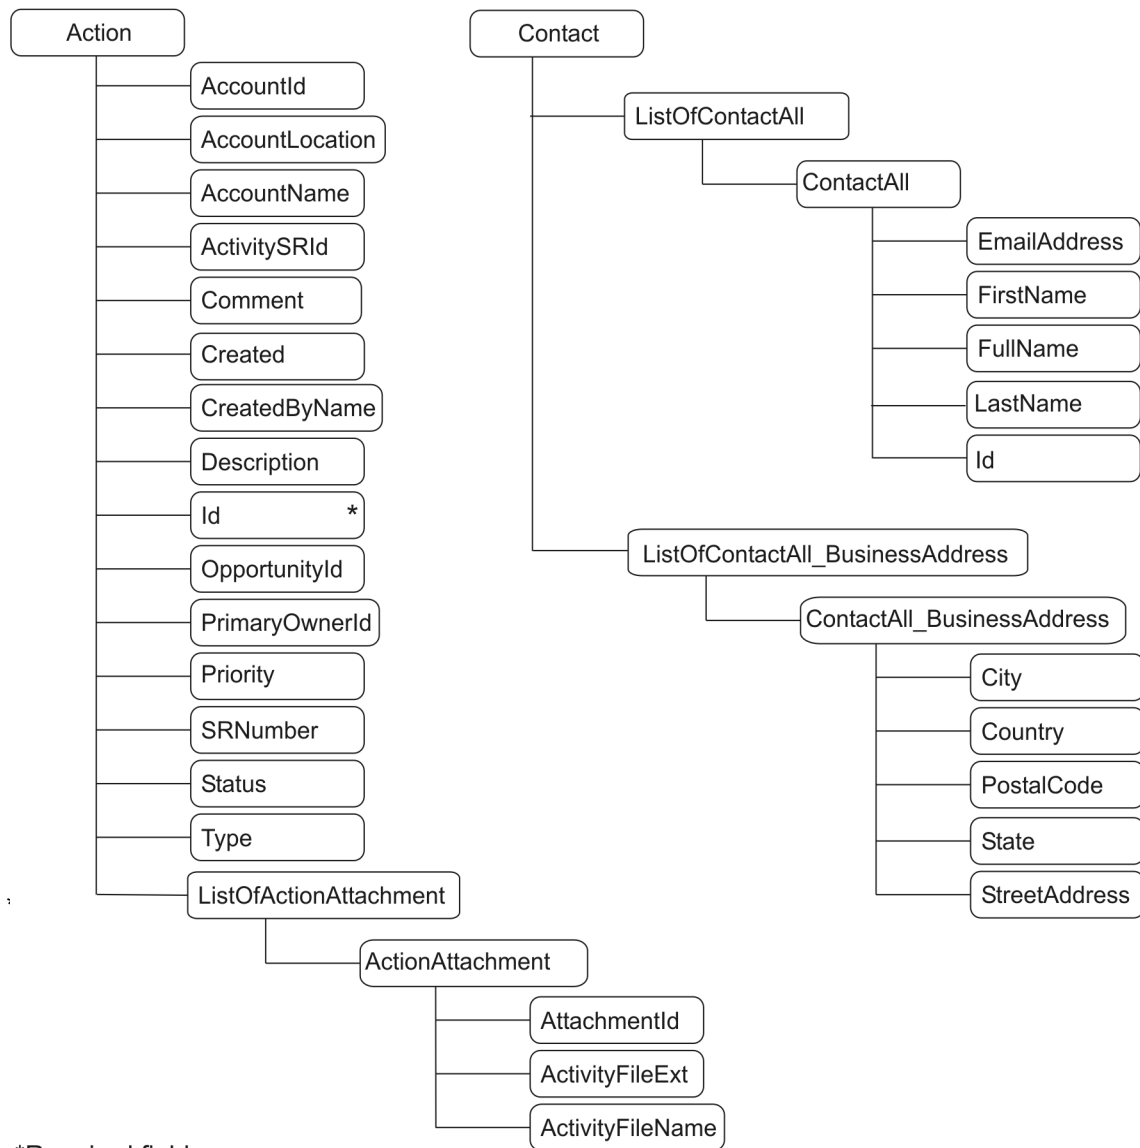 Action
AccountId
AccountLocation
AccountName
ActivitySRId
Comment
Created
CreatedByName
Description
Id *
OpportunityId
PrimaryOwnerId
Priority
SRNumber
Status
Type
ListOfActionAttachment
ActionAttachment
AttachmentId
ActivityFileExt
ActivityFileName
Contact
ListOfContactAll
ContactAll
EmailAddress
FirstName
FullName
LastName
Id
ListOfContactAll_BusinessAddress
ContactAll_BusinessAddress
City
Country
PostalCode
State
StreetAddress